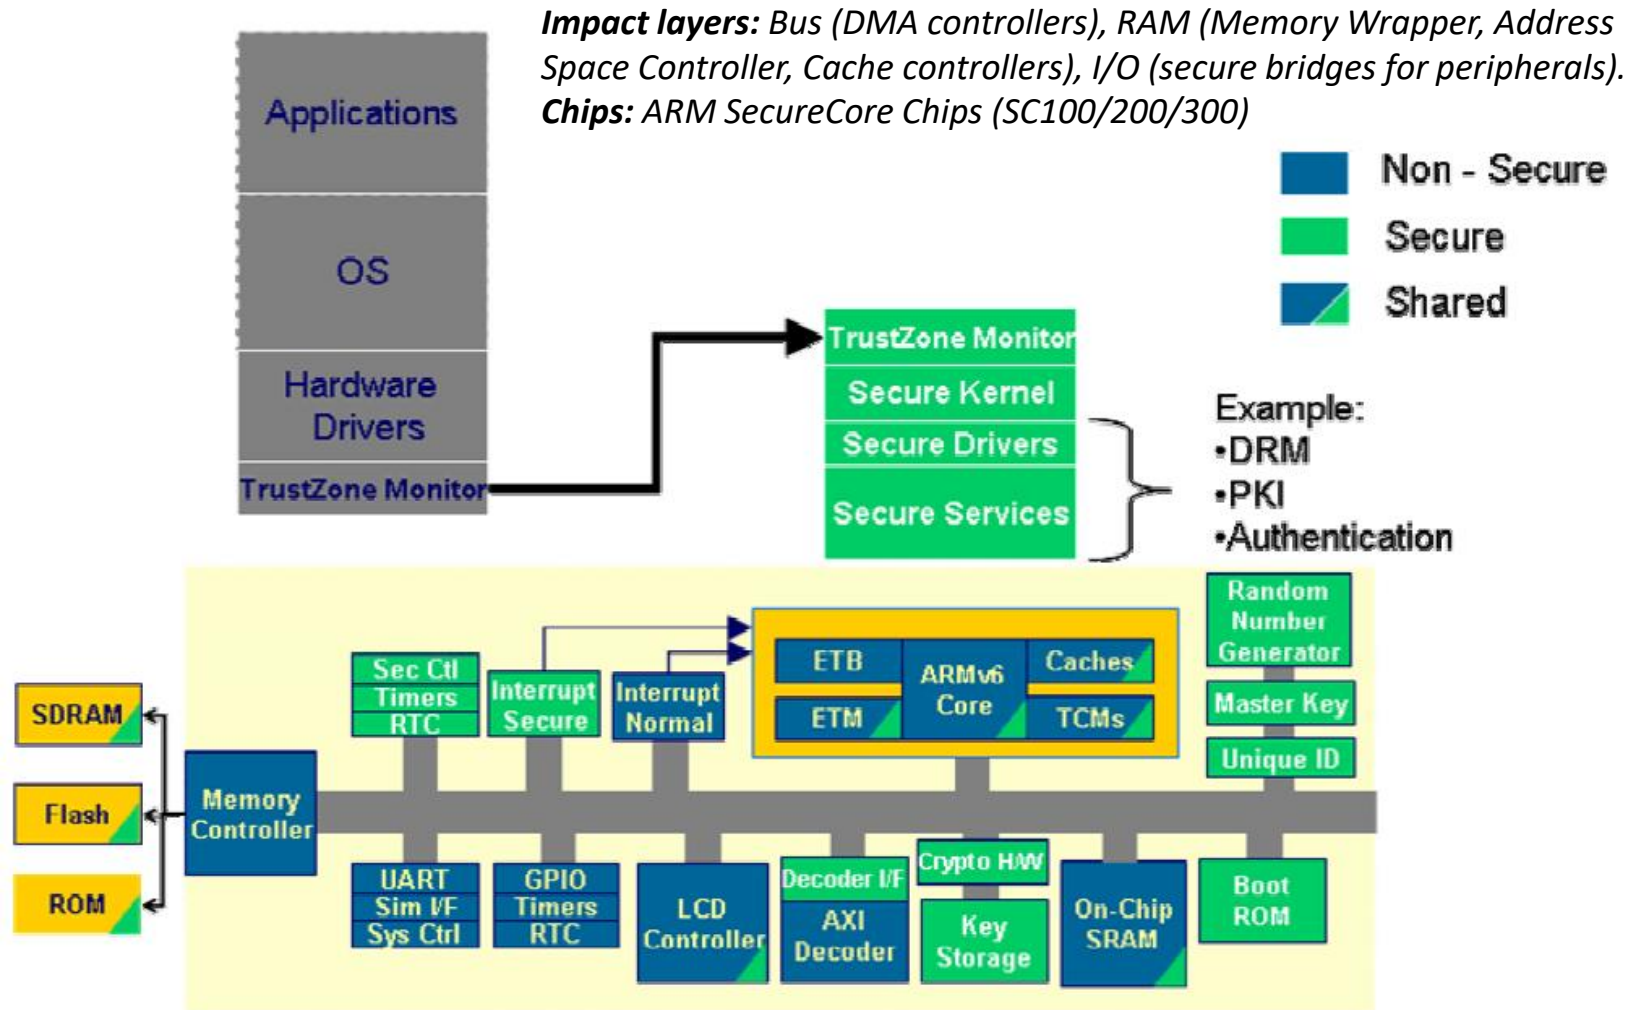 Impact layers: Bus (DMA controllers), RAM (Memory Wrapper, Address
Space Controller, Cache controllers), I/O (secure bridges for peripherals).
Chips: ARM SecureCore Chips (SC100/200/300)
Applications
OS
Hardware
Drivers
TrustZone Monitor
Non - Secure
Secure
Shared
TrustZone Monitor
Secure Kernel
Secure Drivers
Secure Services
Example:
•DRM
•PKI
•Authentication
SDRAM
Flash
ROM
Memory
Controller
Sec Ctl
Timers
RTC
Interrupt
Secure
Interrupt
Normal
ETB
ETM
ARMv6
Core
Caches
TCMs
Random
Number
Generator
Master Key
Unique ID
UART
Sim I/F
Sys Ctrl
GPIO
Timers
RTC
LCD
Controller
Decoder I/F
AXI
Decoder
Crypto H/W
Key
Storage
On-Chip
SRAM
Boot
ROM